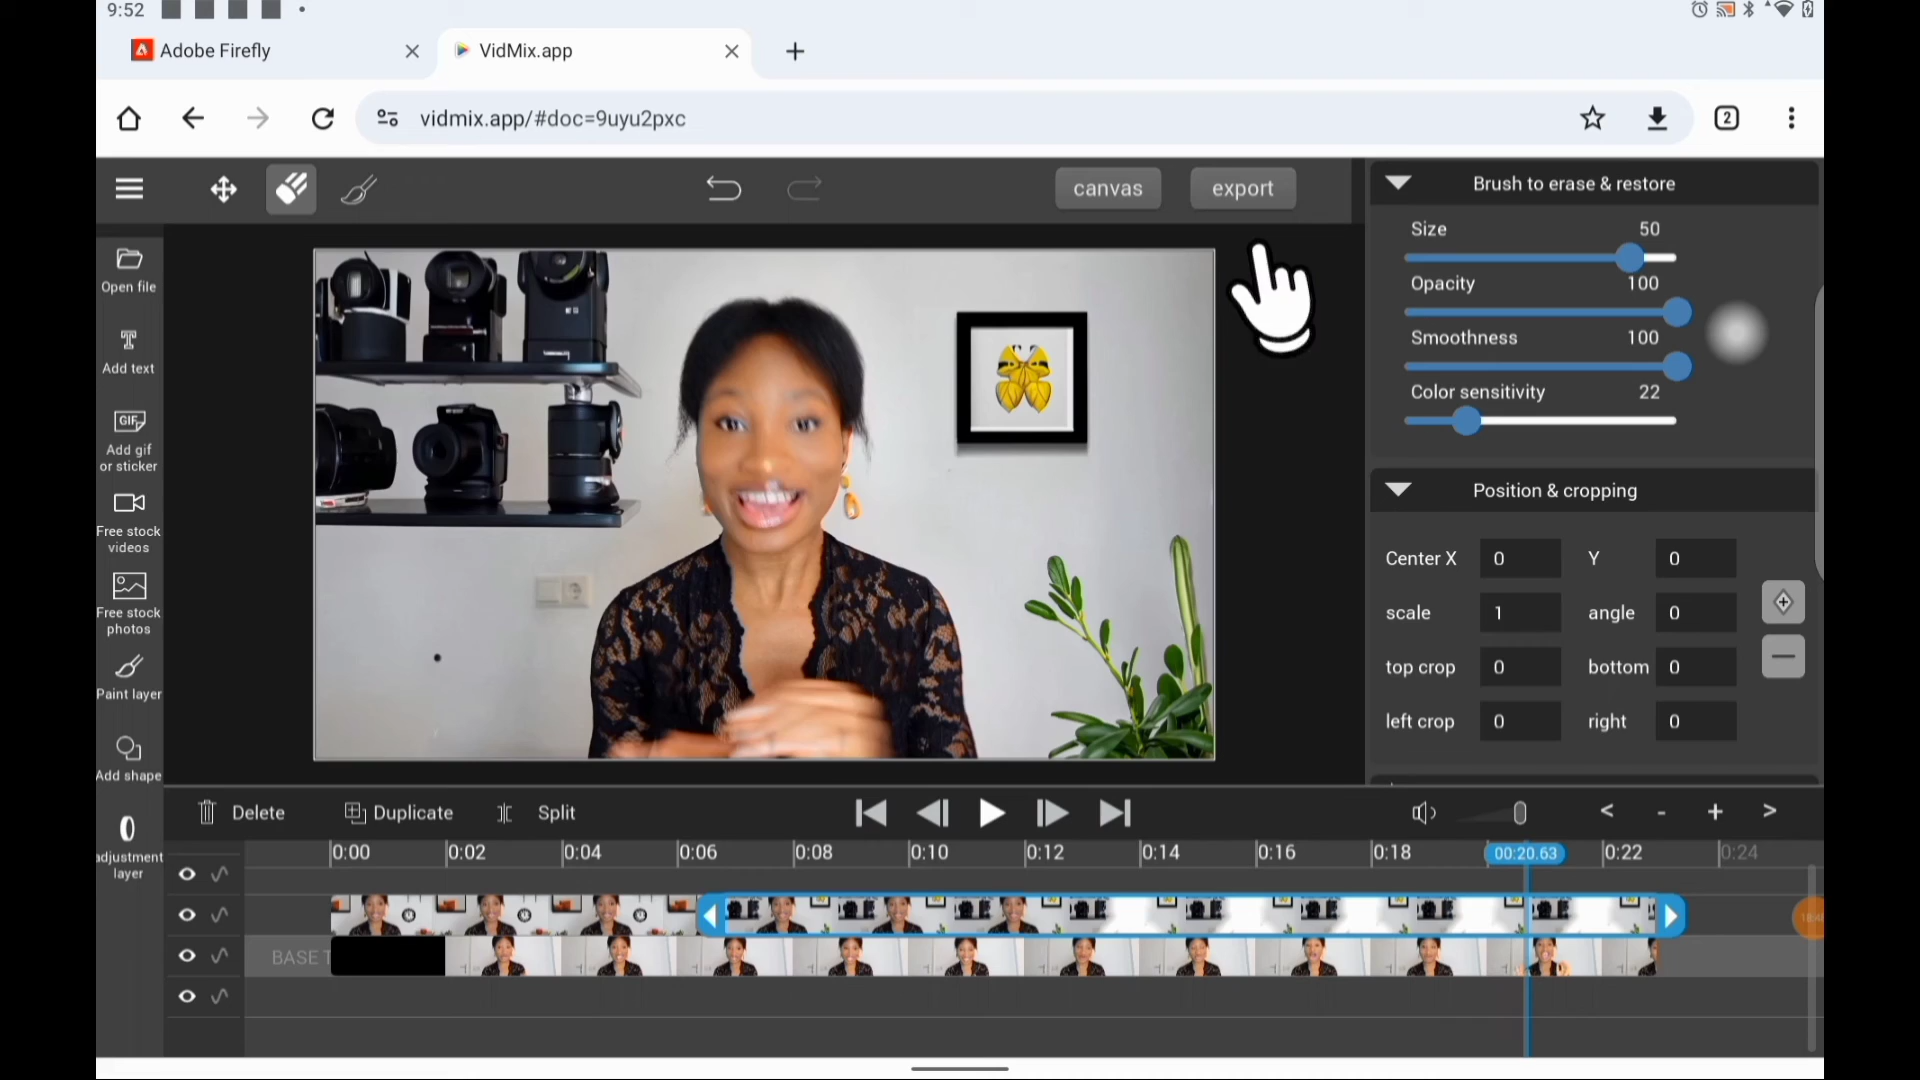 9:52
Adobe Firefly
VidMix.app
vidmix.app/#doc=9uyu2pxc
2
canvas
export
Brush to erase & restore
Size 50
Opacity 100
Smoothness 100
Color sensitivity 22
Position & cropping
Center X 0 Y 0
scale 1 angle 0
top crop 0 bottom 0
left crop 0 right 0
Open file
Add text
GIF
Add gif
or sticker
Free stock
videos
Free stock
photos
Paint layer
Add shape
adjustment
layer
Delete
Duplicate
Split
< - + >
0:00 0:02 0:04 0:06 0:08 0:10 0:12 0:14 0:16 0:18 00:20.63 0:22 0:24
BASE T